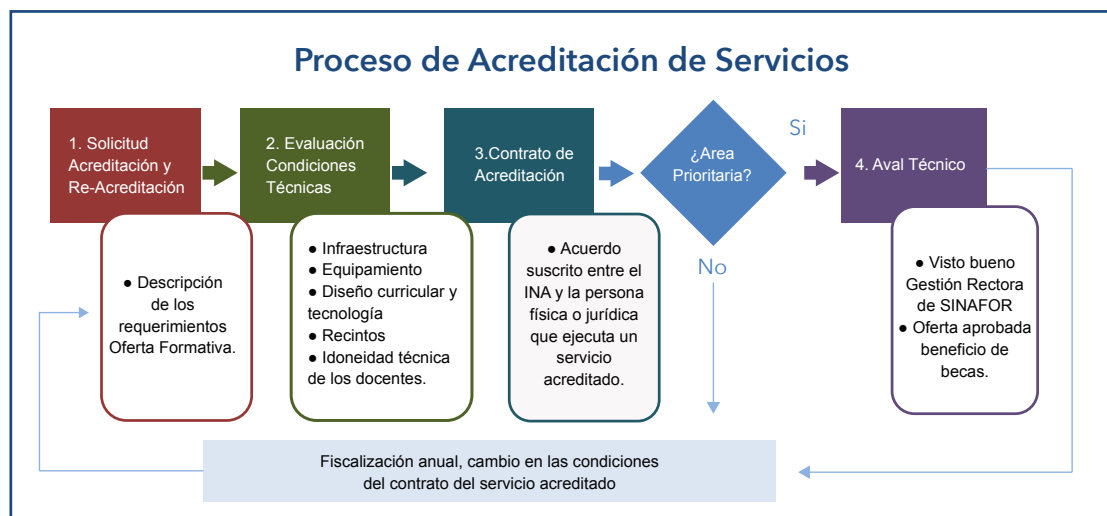 Proceso de Acreditación de Servicios
1. Solicitud
Acreditación y
Re-Acreditación
● Descripción
de los
requerimientos
Oferta Formativa.
2. Evaluación
Condiciones
Técnicas
● Infraestructura
● Equipamiento
● Diseño curricular y
tecnología
● Recintos
● Idoneidad técnica
de los docentes.
3.Contrato de
Acreditación
● Acuerdo
suscrito entre el
INA y la persona
física o jurídica
que ejecuta un
servicio
acreditado.
¿Area
Prioritaria?
Si
No
4. Aval Técnico
● Visto bueno
Gestión Rectora
de SINAFOR
● Oferta aprobada
beneficio de
becas.
Fiscalización anual, cambio en las condiciones
del contrato del servicio acreditado